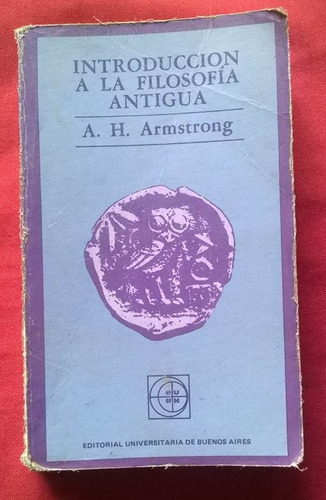 INTRODUCCION
A LA FILOSOFÍA
ANTIGUA
A. H. Armstrong
EDITORIAL UNIVERSITARIA DE BUENOS AIRES